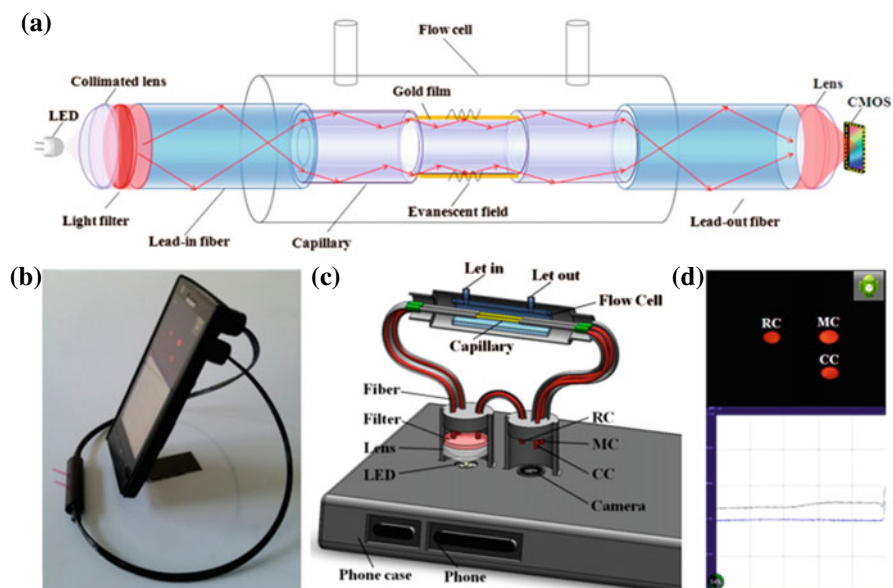 (a)
Flow cell
Collimated lens
Gold film
Lens
LED
CMOS
Light filter
Evanescent field
Lead-in fiber
Capillary
Lead-out fiber
(b)
(c)
Let in
Let out
Flow Cell
Capillary
Fiber
Filter
RC
Lens
MC
LED
CC
Camera
Phone case
Phone
(d)
RC
MC
CC